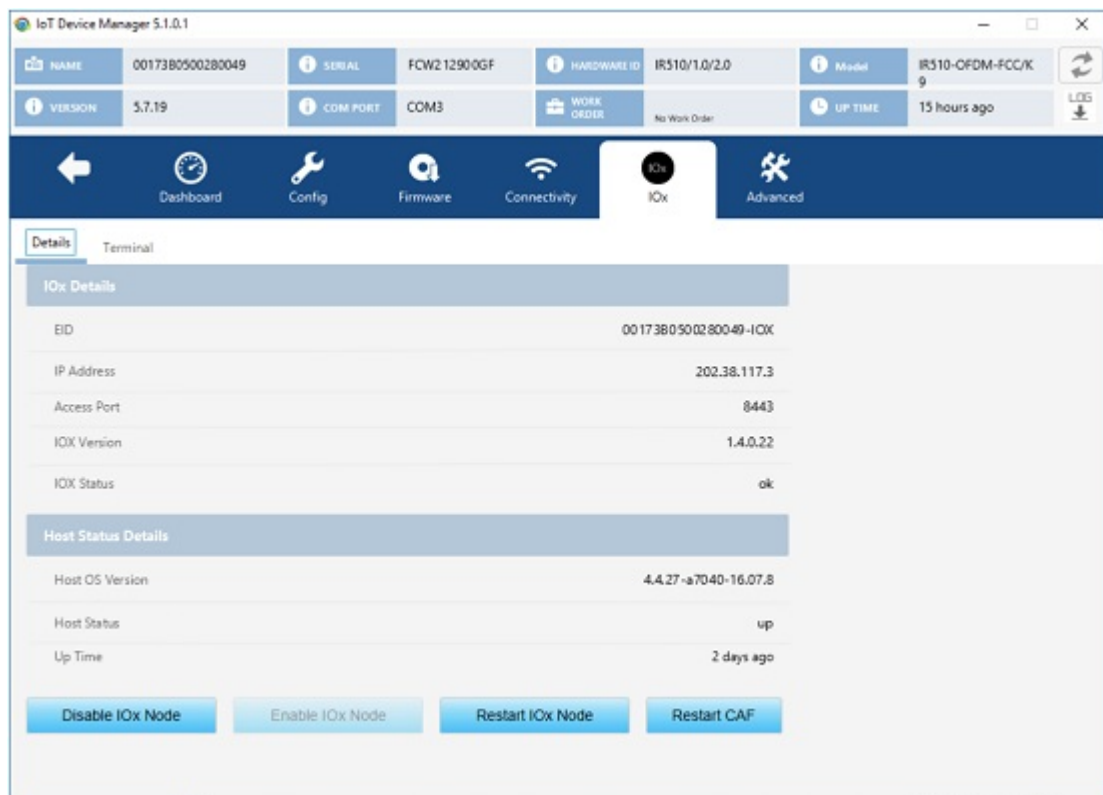 IoT Device Manager 5.1.0.1
NAME 00173B0500280049 SERIAL FCW212900GF HARDWARE ID IR510/1.0/2.0 Model IR510-OFDM-FCC/K
9
VERSION 5.7.19 COM PORT COM3 WORK ORDER No Work Order UP TIME 15 hours ago LOG
IOx
Dashboard Config Firmware Connectivity IOx Advanced
Details Terminal
IOx Details
EID 00173B0500280049-IOX
IP Address 202.38.117.3
Access Port 8443
IOX Version 1.4.0.22
IOX Status ok
Host Status Details
Host OS Version 4.4.27-a7040-16.07.8
Host Status up
Up Time 2 days ago
Disable IOx Node Enable IOx Node Restart IOx Node Restart CAF